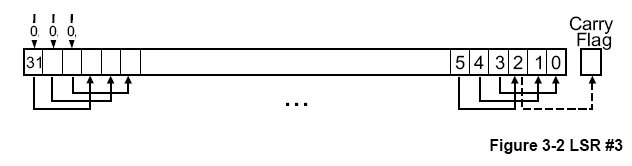 Carry
Flag
0, 0, 0,
31 5 4 3 2 1 0
...
Figure 3-2 LSR #3